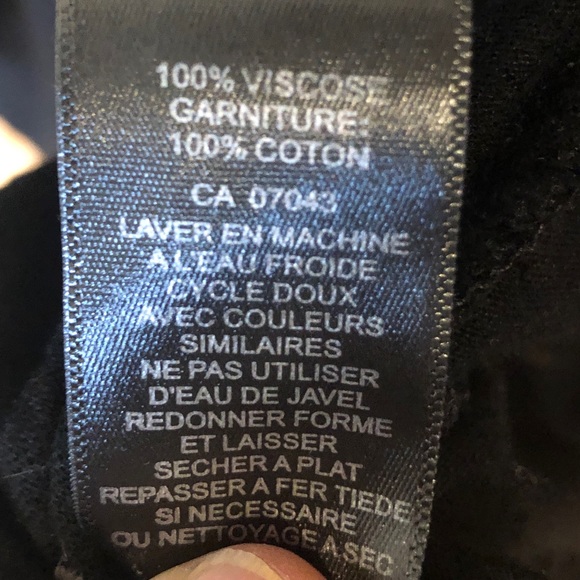 100% VISCOSE
GARNITURE:
100% COTON
CA 07043
LAVER EN MACHINE
A L'EAU FROIDE
CYCLE DOUX
AVEC COULEURS
SIMILAIRES
NE PAS UTILISER
D'EAU DE JAVEL
REDONNER FORME
ET LAISSER
SECHER A PLAT
REPASSER A FER TIEDE
SI NECESSAIRE
OU NETTOYAGE A SEC